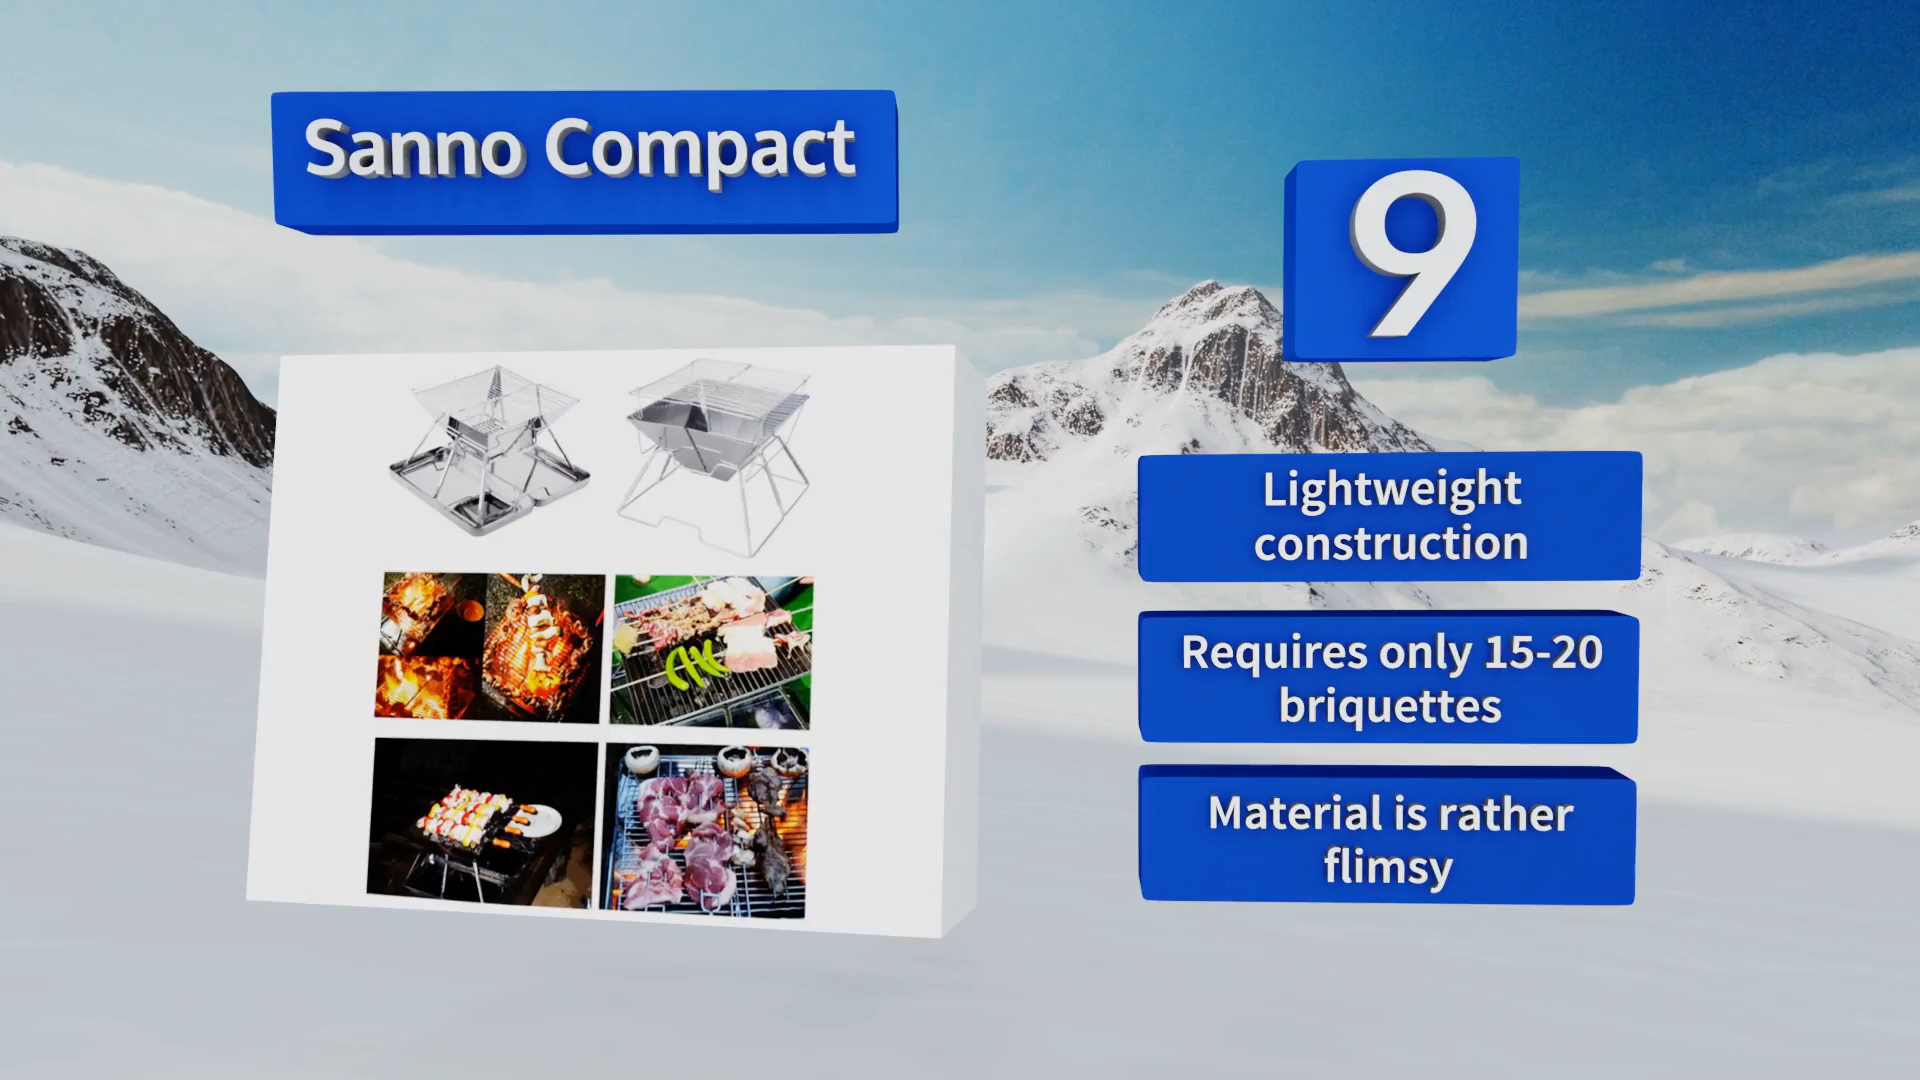 Sanno Compact
9
Lightweight
construction
Requires only 15-20
briquettes
Material is rather
flimsy